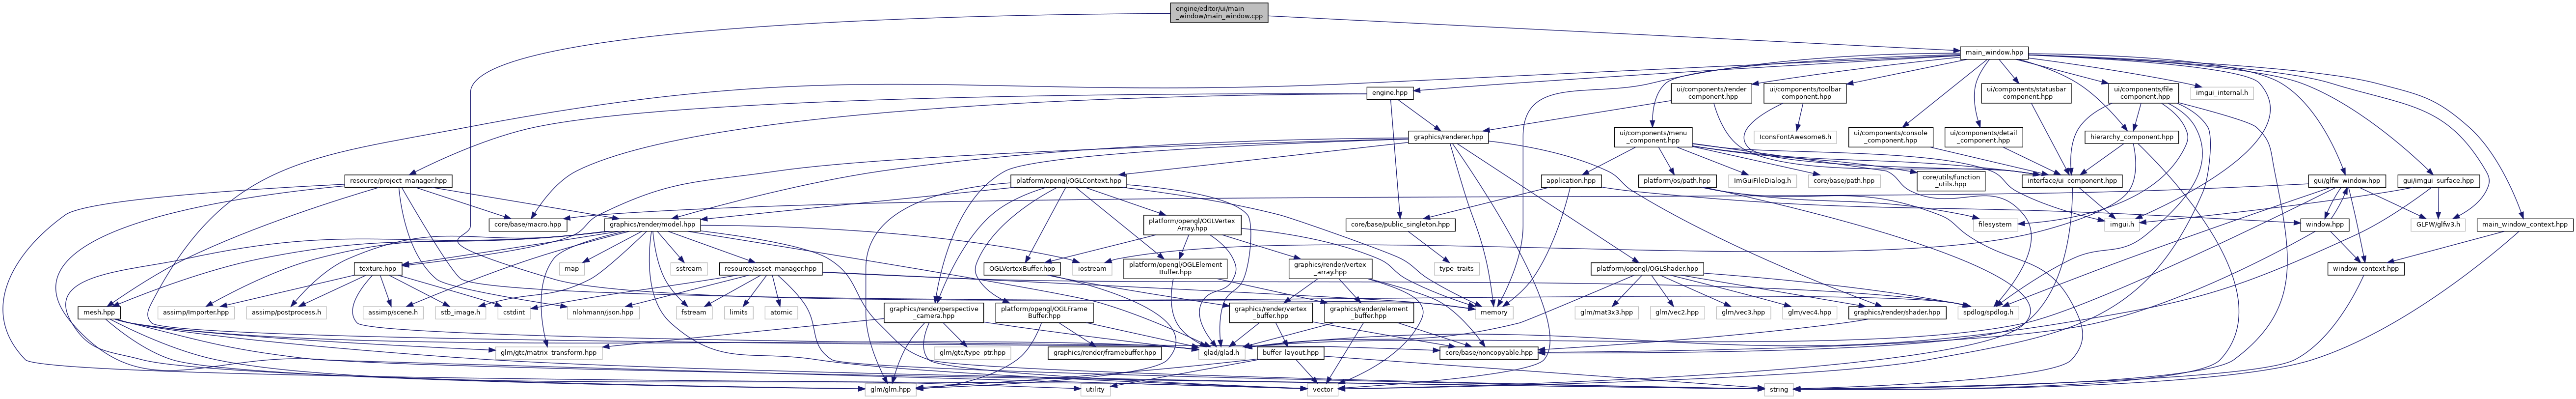 engine/editor/ui/main
_window/main_window.cpp
main_window.hpp
engine.hpp
ui/components/render
_component.hpp
ui/components/toolbar
_component.hpp
ui/components/statusbar
_component.hpp
ui/components/file
_component.hpp
imgui_internal.h
graphics/renderer.hpp
ui/components/menu
_component.hpp
IconsFontAwesome6.h
ui/components/console
_component.hpp
ui/components/detail
_component.hpp
hierarchy_component.hpp
resource/project_manager.hpp
platform/opengl/OGLContext.hpp
application.hpp
platform/os/path.hpp
ImGuiFileDialog.h
core/base/path.hpp
core/utils/function
_utils.hpp
interface/ui_component.hpp
gui/glfw_window.hpp
gui/imgui_surface.hpp
core/base/macro.hpp
graphics/render/model.hpp
platform/opengl/OGLVertex
Array.hpp
core/base/public_singleton.hpp
filesystem
imgui.h
window.hpp
GLFW/glfw3.h
main_window_context.hpp
texture.hpp
map
sstream
resource/asset_manager.hpp
OGLVertexBuffer.hpp
iostream
platform/opengl/OGLElement
Buffer.hpp
graphics/render/vertex
_array.hpp
type_traits
platform/opengl/OGLShader.hpp
window_context.hpp
mesh.hpp
assimp/Importer.hpp
assimp/postprocess.h
assimp/scene.h
stb_image.h
cstdint
nlohmann/json.hpp
fstream
limits
atomic
graphics/render/perspective
_camera.hpp
platform/opengl/OGLFrame
Buffer.hpp
graphics/render/vertex
_buffer.hpp
graphics/render/element
_buffer.hpp
memory
glm/mat3x3.hpp
glm/vec2.hpp
glm/vec3.hpp
glm/vec4.hpp
graphics/render/shader.hpp
spdlog/spdlog.h
glm/gtc/matrix_transform.hpp
glm/gtc/type_ptr.hpp
graphics/render/framebuffer.hpp
glad/glad.h
buffer_layout.hpp
core/base/noncopyable.hpp
glm/glm.hpp
utility
vector
string